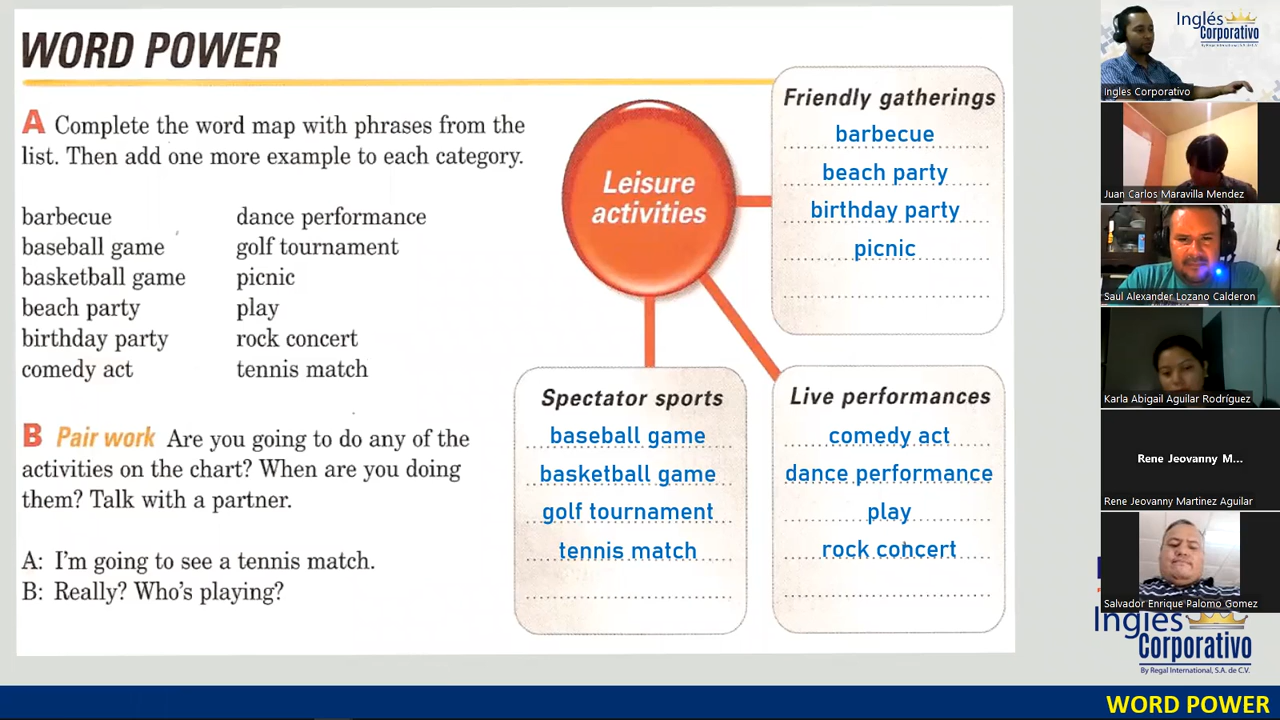 WORD POWER
A Complete the word map with phrases from the
list. Then add one more example to each category.
barbecue
baseball game
basketball game
beach party
birthday party
comedy act
dance performance
golf tournament
picnic
play
rock concert
tennis match
B Pair work Are you going to do any of the
activities on the chart? When are you doing
them? Talk with a partner.
A: I'm going to see a tennis match.
B: Really? Who's playing?
Leisure
activities
Friendly gatherings
barbecue
beach party
birthday party
picnic
Spectator sports
baseball game
basketball game
golf tournament
tennis match
Live performances
comedy act
dance performance
play
rock concert
Inglés
Corporativo
By Regal International, S.A. de C.V.
Ingles Corporativo
Juan Carlos Maravilla Mendez
Saul Alexander Lozano Calderon
Karla Abigail Aguilar Rodríguez
Rene Jeovanny M...
Rene Jeovanny Martinez Aguilar
Salvador Enrique Palomo Gomez
Inglés
Corporativo
By Regal International, S.A. de C.V.
WORD POWER